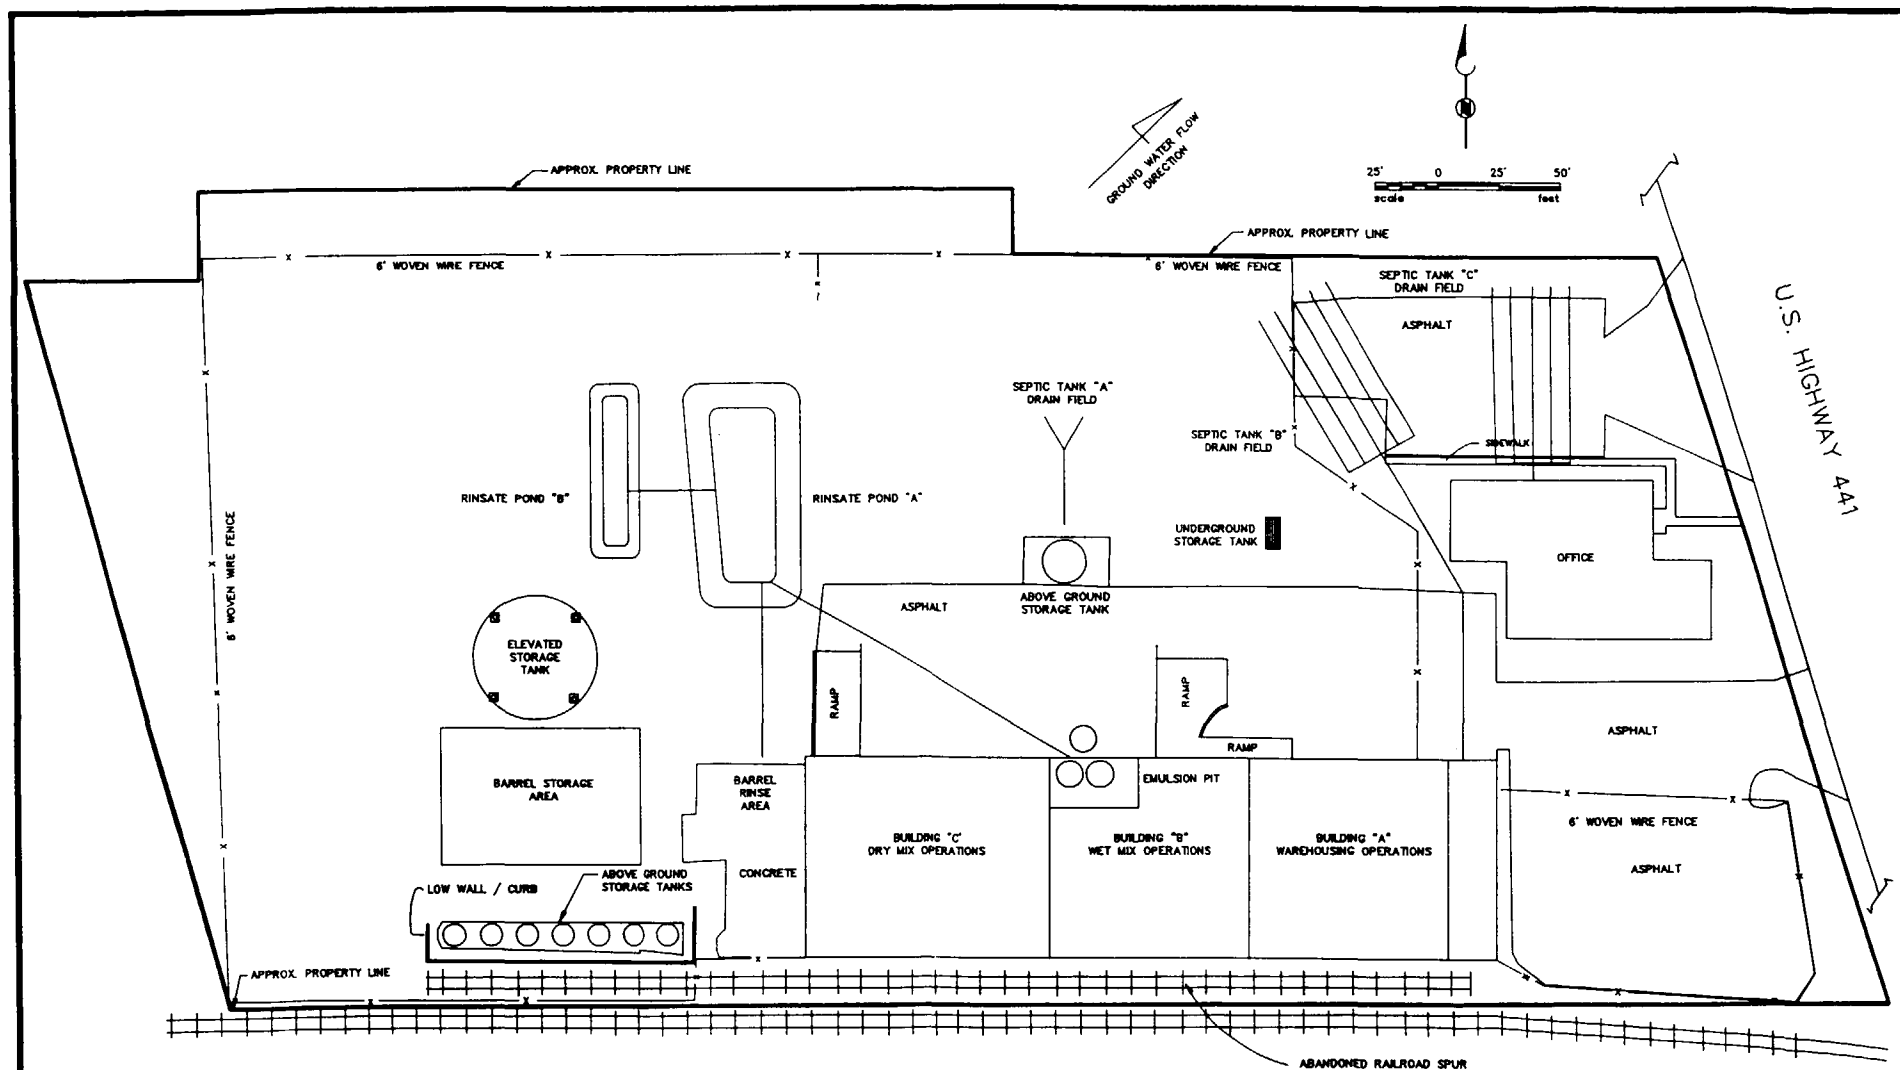 APPROX. PROPERTY LINE
GROUND WATER FLOW
DIRECTION
N
25' 0 25' 50'
scale feet
APPROX. PROPERTY LINE
6' WOVEN WIRE FENCE
6' WOVEN WIRE FENCE
SEPTIC TANK "C"
DRAIN FIELD
ASPHALT
U.S. HIGHWAY 441
SEPTIC TANK "A"
DRAIN FIELD
SEPTIC TANK "B"
DRAIN FIELD
SIDEWALK
RINSATE POND "B"
RINSATE POND "A"
UNDERGROUND
STORAGE TANK
OFFICE
6' WOVEN WIRE FENCE
ASPHALT
ABOVE GROUND
STORAGE TANK
ELEVATED
STORAGE
TANK
RAMP
RAMP
RAMP
ASPHALT
BARREL STORAGE
AREA
BARREL
RINSE
AREA
EMULSION PIT
6' WOVEN WIRE FENCE
BUILDING "C'
DRY MIX OPERATIONS
BUILDING "B"
WET MIX OPERATIONS
BUILDING "A"
WAREHOUSING OPERATIONS
ASPHALT
CONCRETE
ABOVE GROUND
STORAGE TANKS
LOW WALL / CURB
APPROX. PROPERTY LINE
ABANDONED RAILROAD SPUR